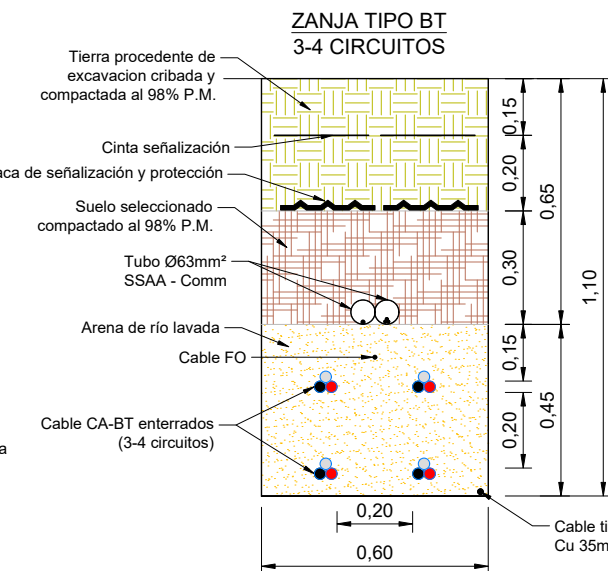 ZANJA TIPO BT
3-4 CIRCUITOS
Tierra procedente de
excavacion cribada y
compactada al 98% P.M.
Cinta señalización
aca de señalización y protección
Suelo seleccionado
compactado al 98% P.M.
Tubo Ø63mm²
SSAA - Comm
Arena de río lavada
Cable FO
Cable CA-BT enterrados
(3-4 circuitos)
a
0,15
0,20
0,65
0,30
1,10
0,15
0,20
0,45
0,20
0,60
Cable ti
Cu 35m